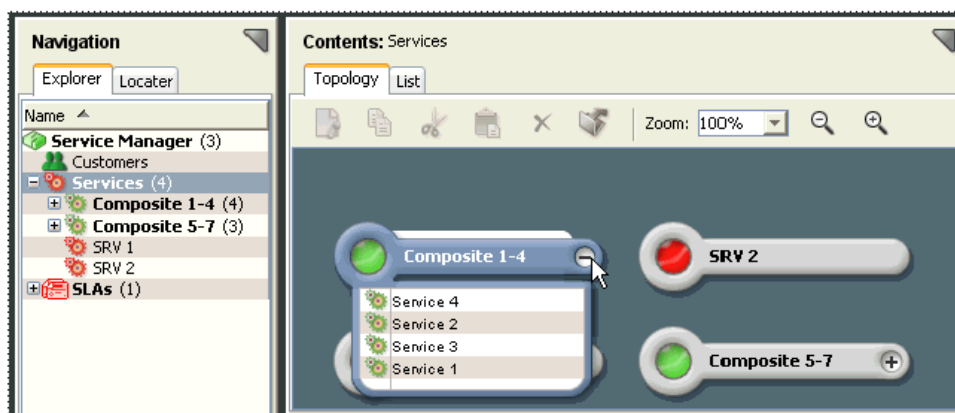 Navigation
Explorer Locater
Name
Service Manager (3)
Customers
Services (4)
Composite 1-4 (4)
Composite 5-7 (3)
SRV 1
SRV 2
SLAs (1)
Contents: Services
Topology List
Zoom: 100%
Composite 1-4
Service 4
Service 2
Service 3
Service 1
SRV 2
Composite 5-7